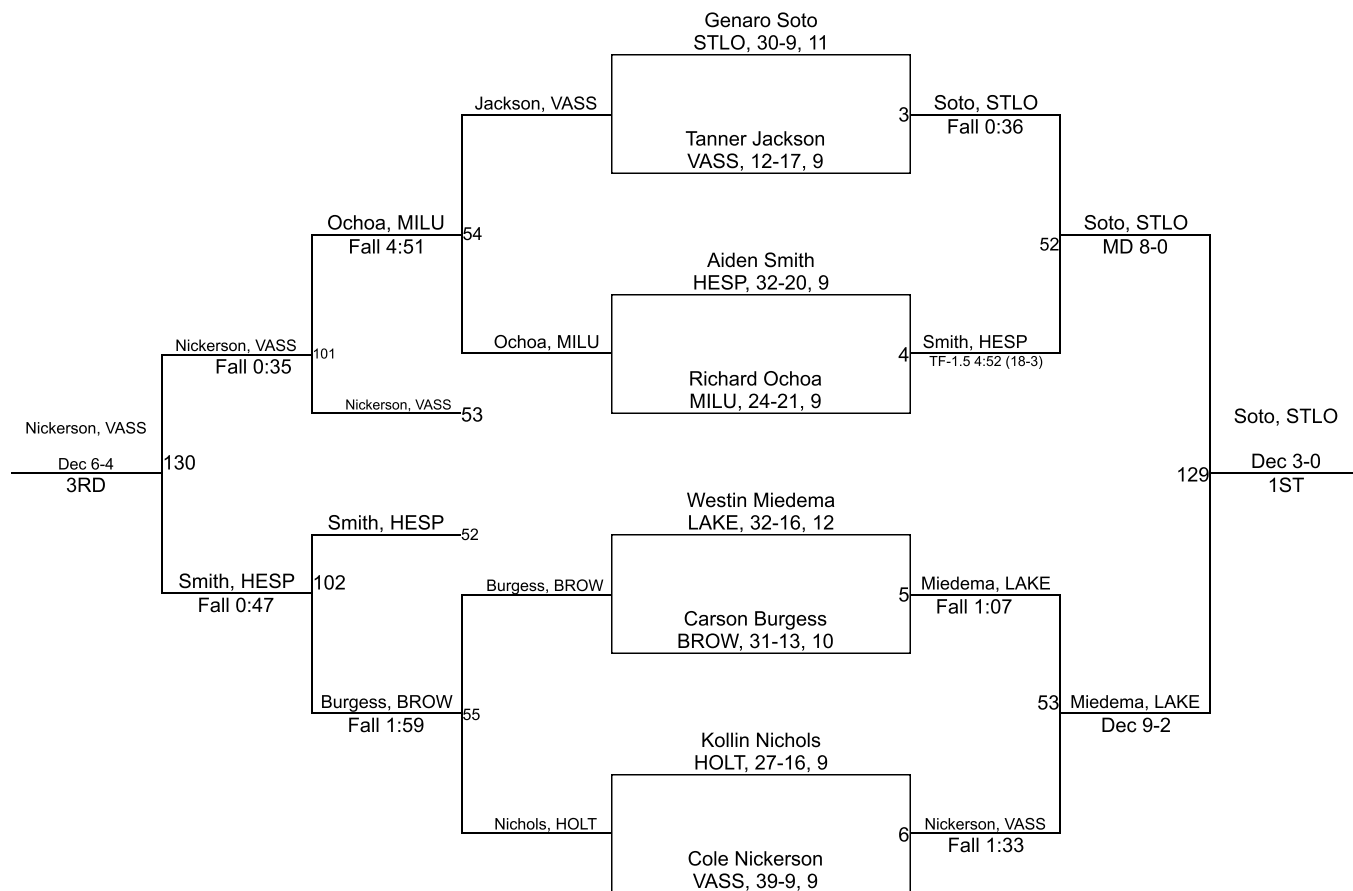 Genaro Soto
STLO, 30-9, 11
Jackson, VASS
3
Soto, STLO
Fall 0:36
Tanner Jackson
VASS, 12-17, 9
Ochoa, MILU
Fall 4:51
54
Soto, STLO
MD 8-0
52
Aiden Smith
HESP, 32-20, 9
Ochoa, MILU
4
Smith, HESP
TF-1.5 4:52 (18-3)
Nickerson, VASS
Fall 0:35
101
Richard Ochoa
MILU, 24-21, 9
Nickerson, VASS
53
Nickerson, VASS
Dec 6-4
3RD
130
Soto, STLO
Dec 3-0
1ST
129
Westin Miedema
LAKE, 32-16, 12
Smith, HESP
52
Smith, HESP
Fall 0:47
102
Burgess, BROW
5
Miedema, LAKE
Fall 1:07
Carson Burgess
BROW, 31-13, 10
Burgess, BROW
Fall 1:59
55
53
Miedema, LAKE
Dec 9-2
Kollin Nichols
HOLT, 27-16, 9
Nichols, HOLT
6
Nickerson, VASS
Fall 1:33
Cole Nickerson
VASS, 39-9, 9